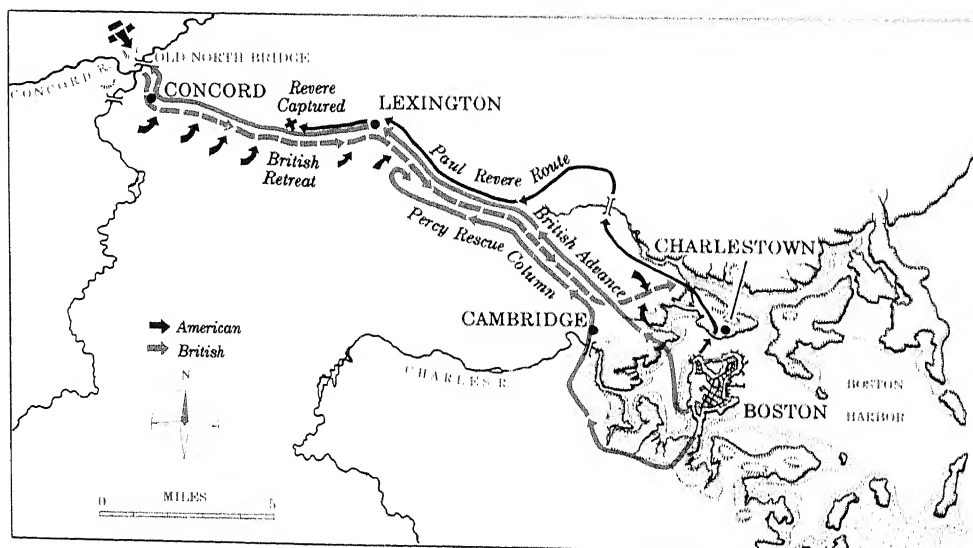 OLD NORTH BRIDGE
CONCORD R.
CONCORD
Revere
Captured
LEXINGTON
British
Retreat
Paul Revere Route
Percy Rescue Column
British Advance
CHARLESTOWN
CAMBRIDGE
CHARLES R.
BOSTON
BOSTON
HARBOR
American
British
N
0 MILES 5